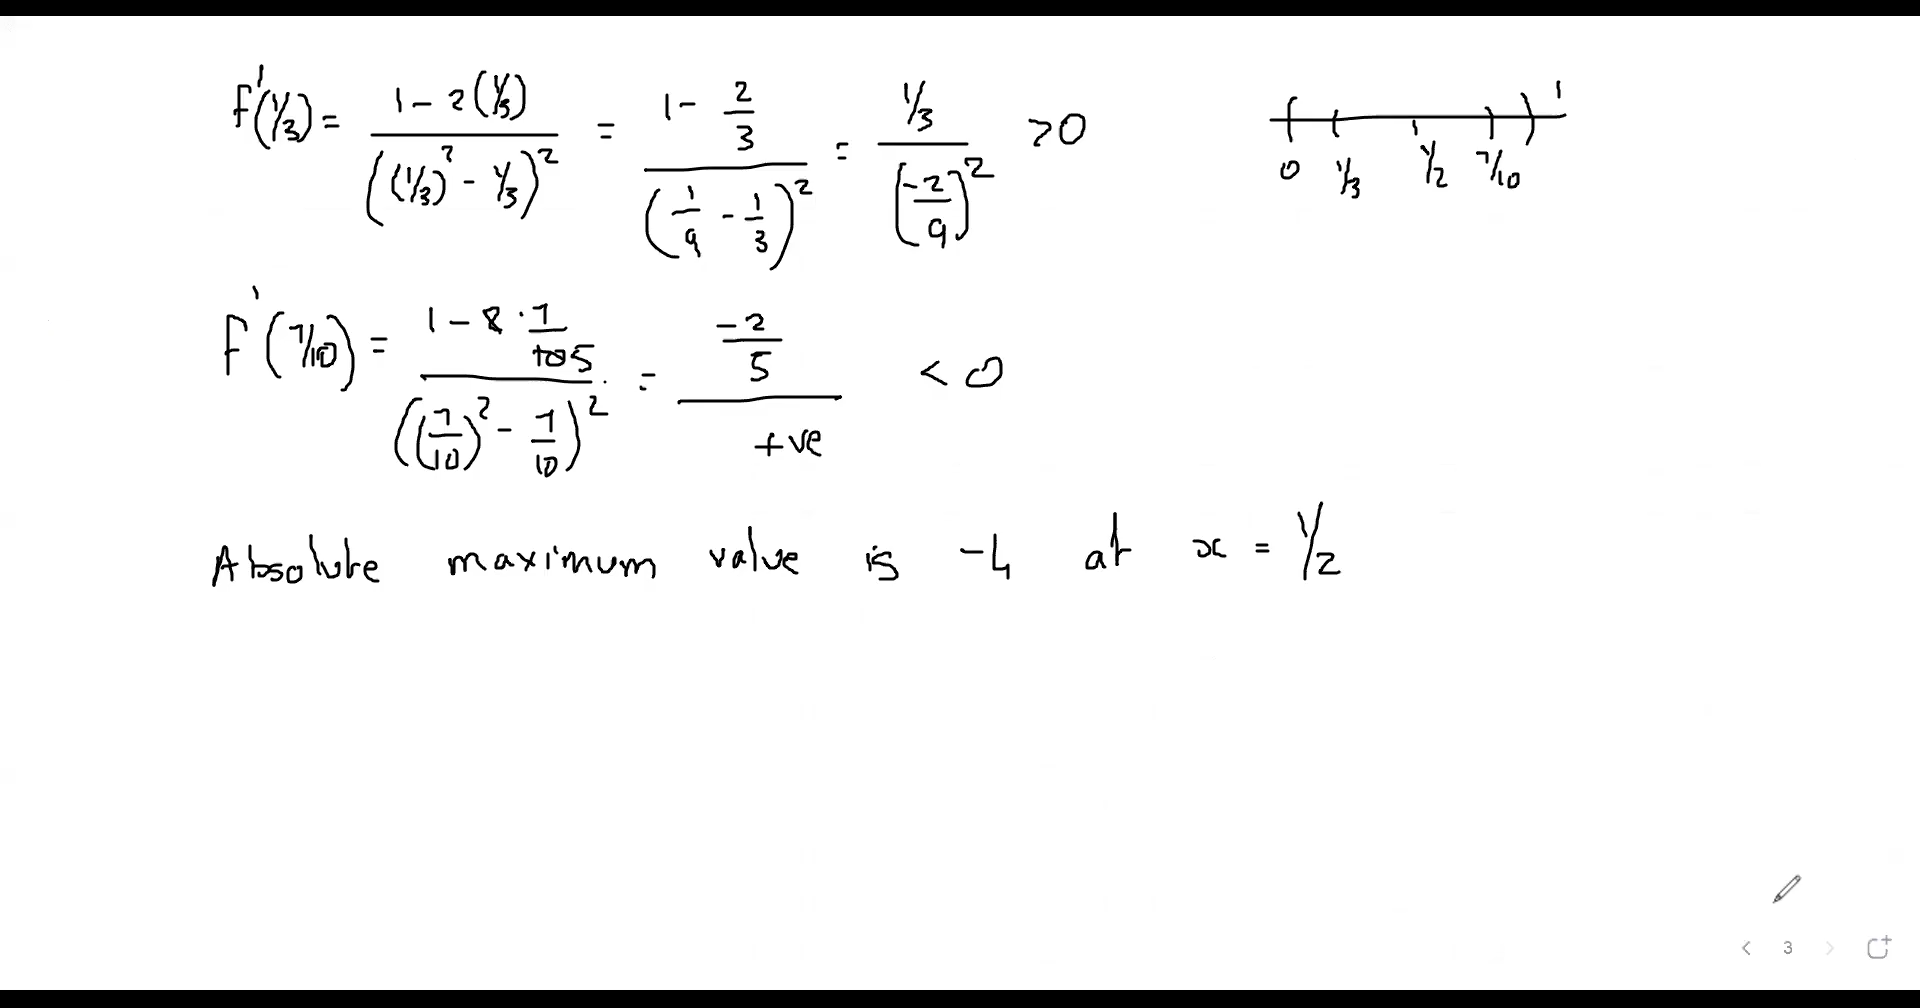 f'(1/3) = 1 - 2(1/3) / ((1/3)² - 1/3)² = 1 - 2/3 / (1/9 - 1/3)² = 1/3 / (-2/9)² > 0
0 1/3 1/2 7/10 1
f'(7/10) = 1 - 2 · 7/10 5 / ((7/10)² - 7/10)² = -2/5 / +ve < 0
Absolute maximum value is -4 at x = 1/2
3